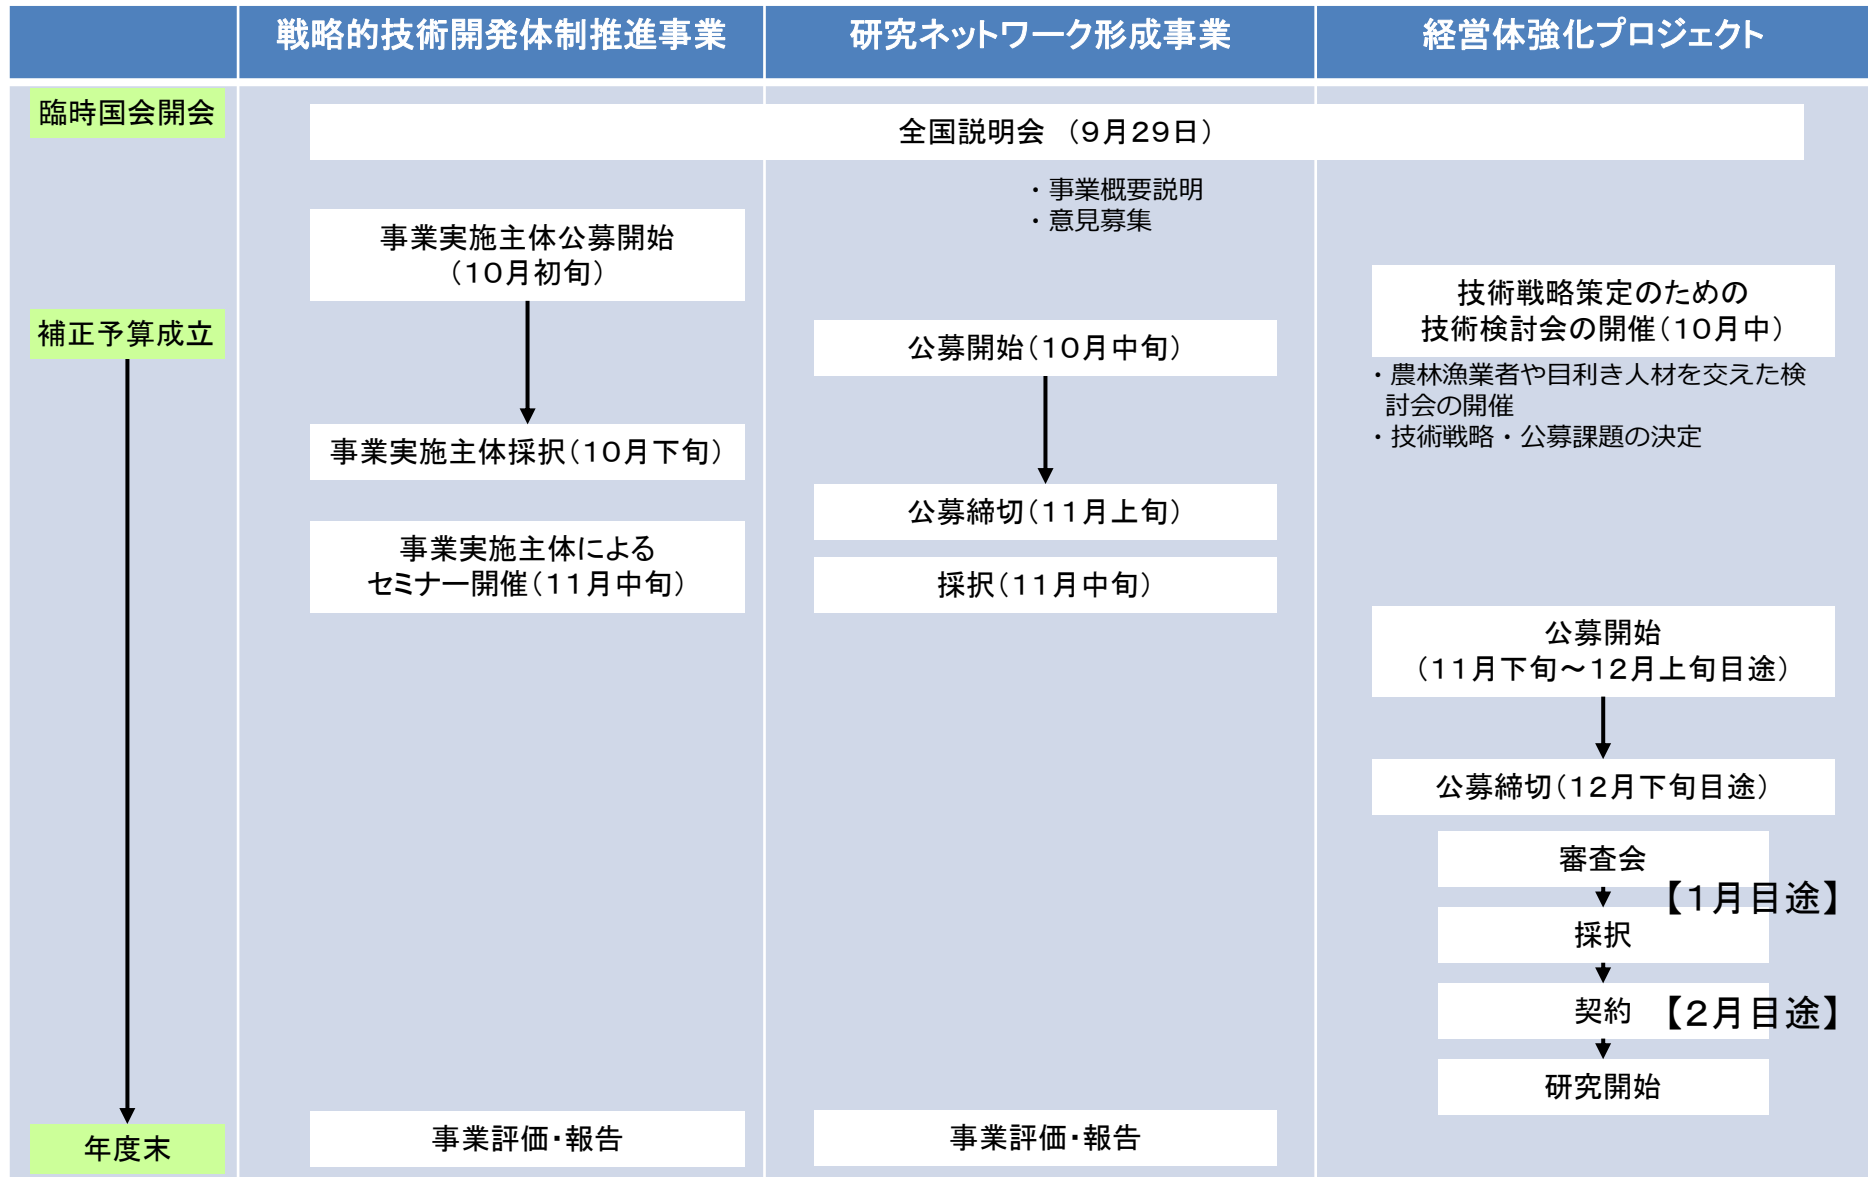 戦略的技術開発体制推進事業
研究ネットワーク形成事業
経営体強化プロジェクト
臨時国会開会
全国説明会 （９月２９日）
・事業概要説明
・意見募集
事業実施主体公募開始
（１０月初旬）
補正予算成立
公募開始（１０月中旬）
技術戦略策定のための
技術検討会の開催（１０月中）
・農林漁業者や目利き人材を交えた検
討会の開催
・技術戦略・公募課題の決定
事業実施主体採択（１０月下旬）
公募締切（１１月上旬）
事業実施主体による
セミナー開催（１１月中旬）
採択（１１月中旬）
公募開始
（１１月下旬～１２月上旬目途）
公募締切（１２月下旬目途）
審査会
【１月目途】
採択
契約
【２月目途】
研究開始
年度末
事業評価・報告
事業評価・報告